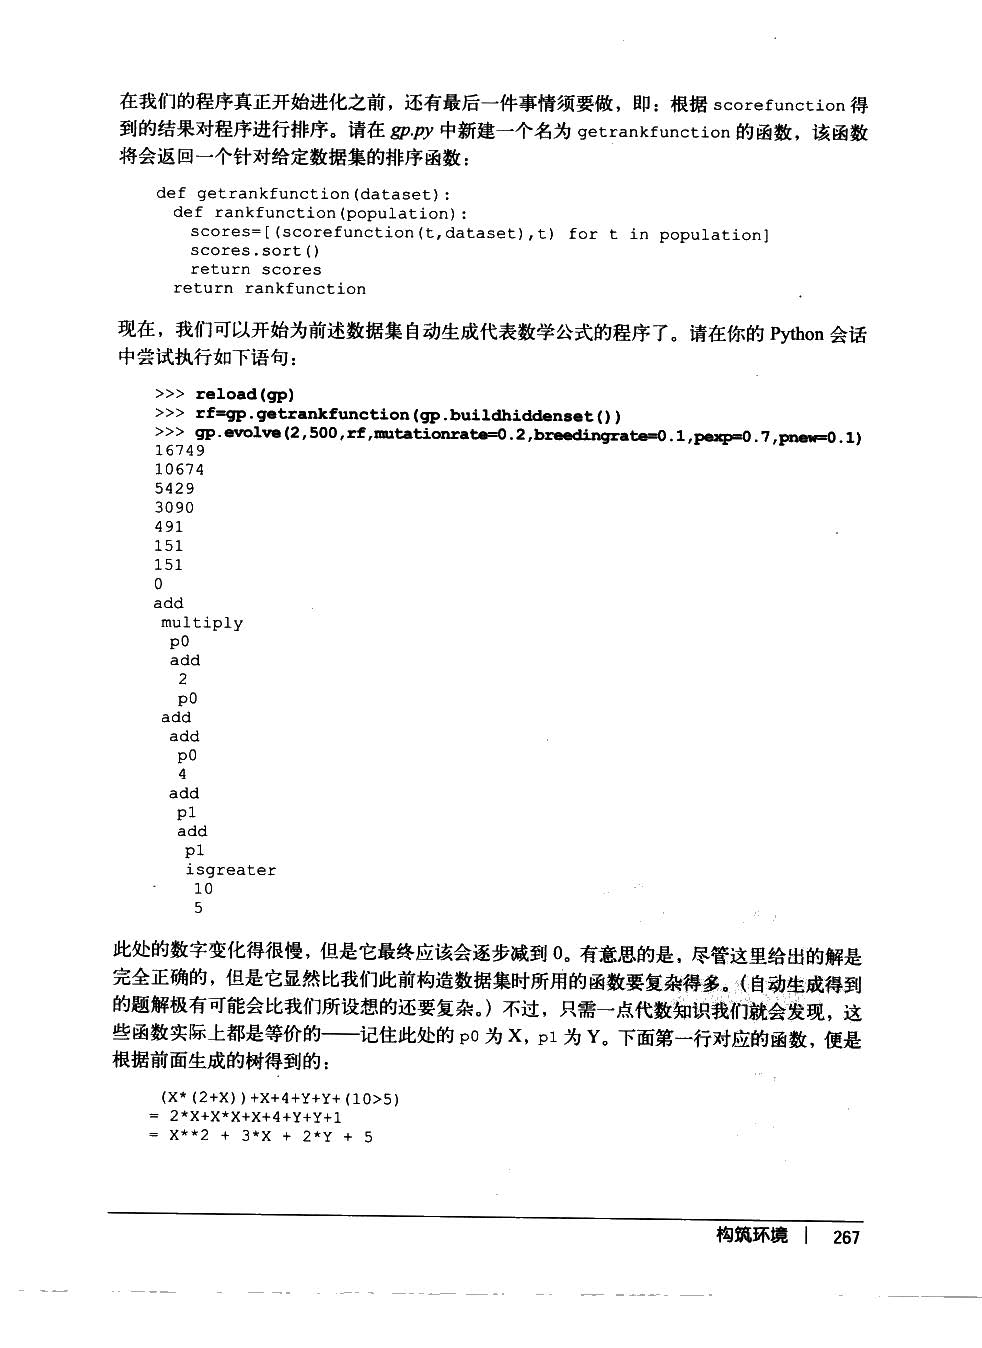 在我们的程序真正开始进化之前，还有最后一件事情须要做，即：根据 scorefunction 得
到的结果对程序进行排序。请在 gp.py 中新建一个名为 getrankfunction 的函数，该函数
将会返回一个针对给定数据集的排序函数：
def getrankfunction(dataset):
  def rankfunction(population):
    scores=[(scorefunction(t,dataset),t) for t in population]
    scores.sort()
    return scores
  return rankfunction
现在，我们可以开始为前述数据集自动生成代表数学公式的程序了。请在你的 Python 会话
中尝试执行如下语句：
>>> reload(gp)
>>> rf=gp.getrankfunction(gp.buildhiddenset())
>>> gp.evolve(2,500,rf,mutationrate=0.2,breedingrate=0.1,pexp=0.7,pnew=0.1)
16749
10674
5429
3090
491
151
151
0
add
 multiply
  p0
  add
   2
   p0
 add
  add
   p0
   4
  add
   p1
   add
    p1
    isgreater
     10
     5
此处的数字变化得很慢，但是它最终应该会逐步减到 0。有意思的是，尽管这里给出的解是
完全正确的，但是它显然比我们此前构造数据集时所用的函数要复杂得多。（自动生成得到
的题解极有可能会比我们所设想的还要复杂。）不过，只需一点代数知识我们就会发现，这
些函数实际上都是等价的——记住此处的 p0 为 X，p1 为 Y。下面第一行对应的函数，便是
根据前面生成的树得到的：
  (X*(2+X))+X+4+Y+Y+(10>5)
= 2*X+X*X+X+4+Y+Y+1
= X**2 + 3*X + 2*Y + 5
构筑环境 | 267